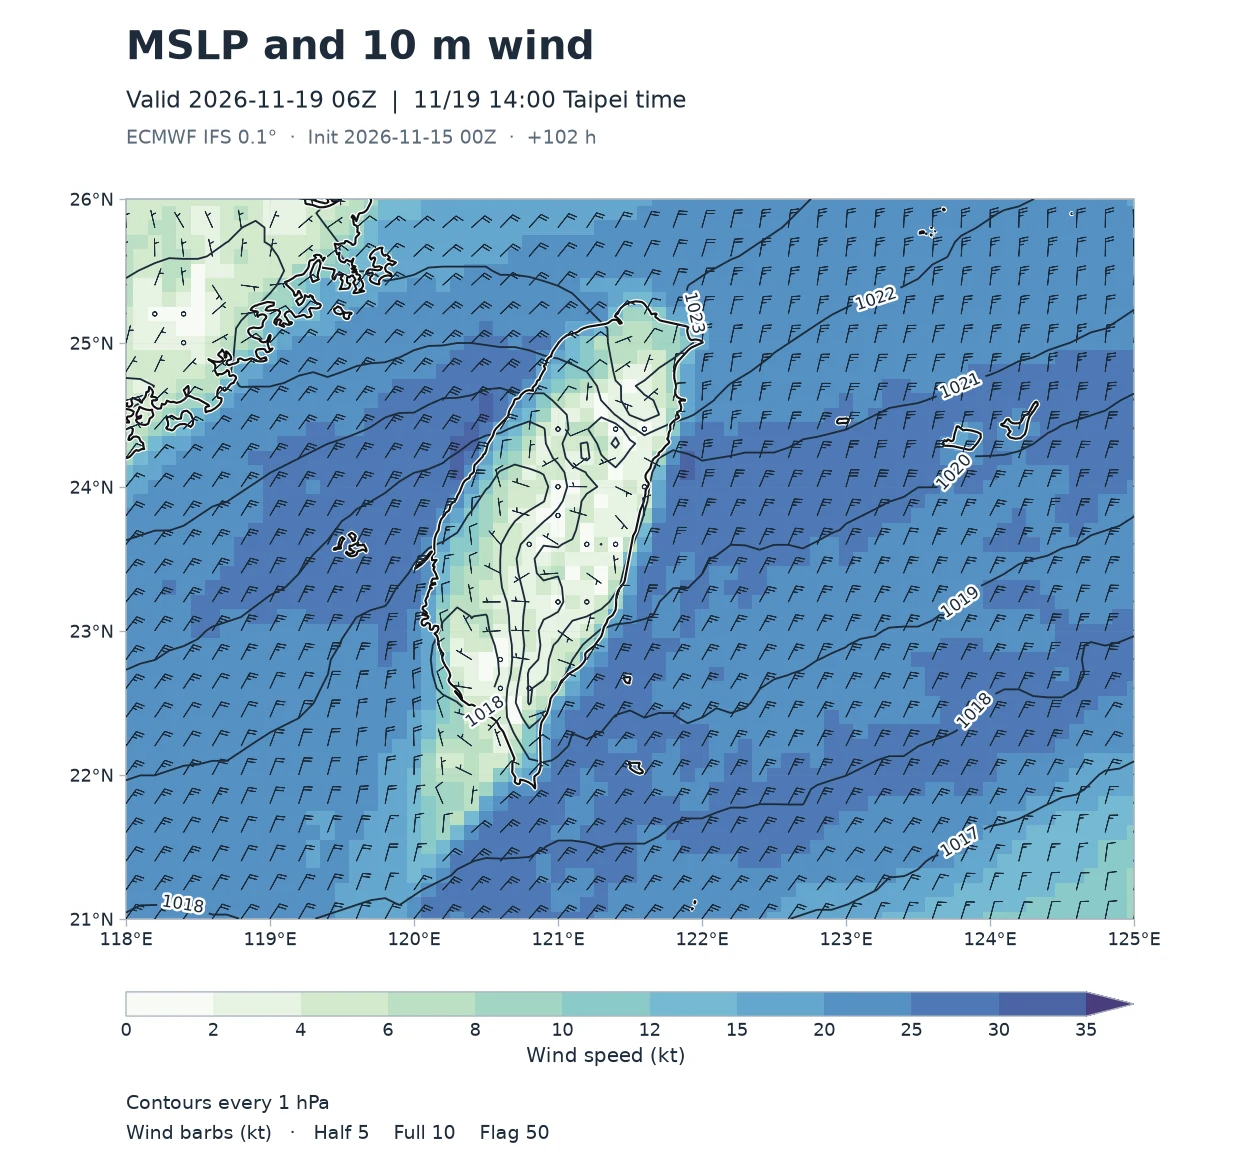 MSLP and 10 m wind
Valid 2026-11-19 06Z | 11/19 14:00 Taipei time
ECMWF IFS 0.1° · Init 2026-11-15 00Z · +102 h
26°N
25°N
24°N
23°N
22°N
21°N
1023
1022
1021
1020
1019
1018
1018
1017
1018
118°E 119°E 120°E 121°E 122°E 123°E 124°E 125°E
0 2 4 6 8 10 12 15 20 25 30 35
Wind speed (kt)
Contours every 1 hPa
Wind barbs (kt) · Half 5 Full 10 Flag 50